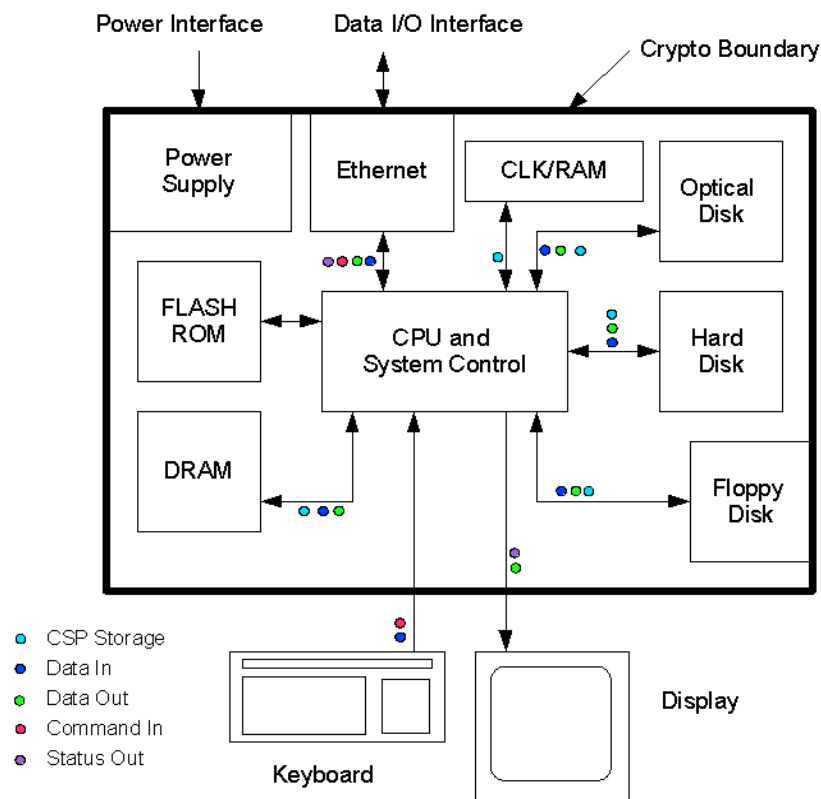 Power Interface
Data I/O Interface
Crypto Boundary
Power
Supply
Ethernet
CLK/RAM
Optical
Disk
FLASH
ROM
CPU and
System Control
Hard
Disk
DRAM
Floppy
Disk
CSP Storage
Data In
Data Out
Command In
Status Out
Keyboard
Display